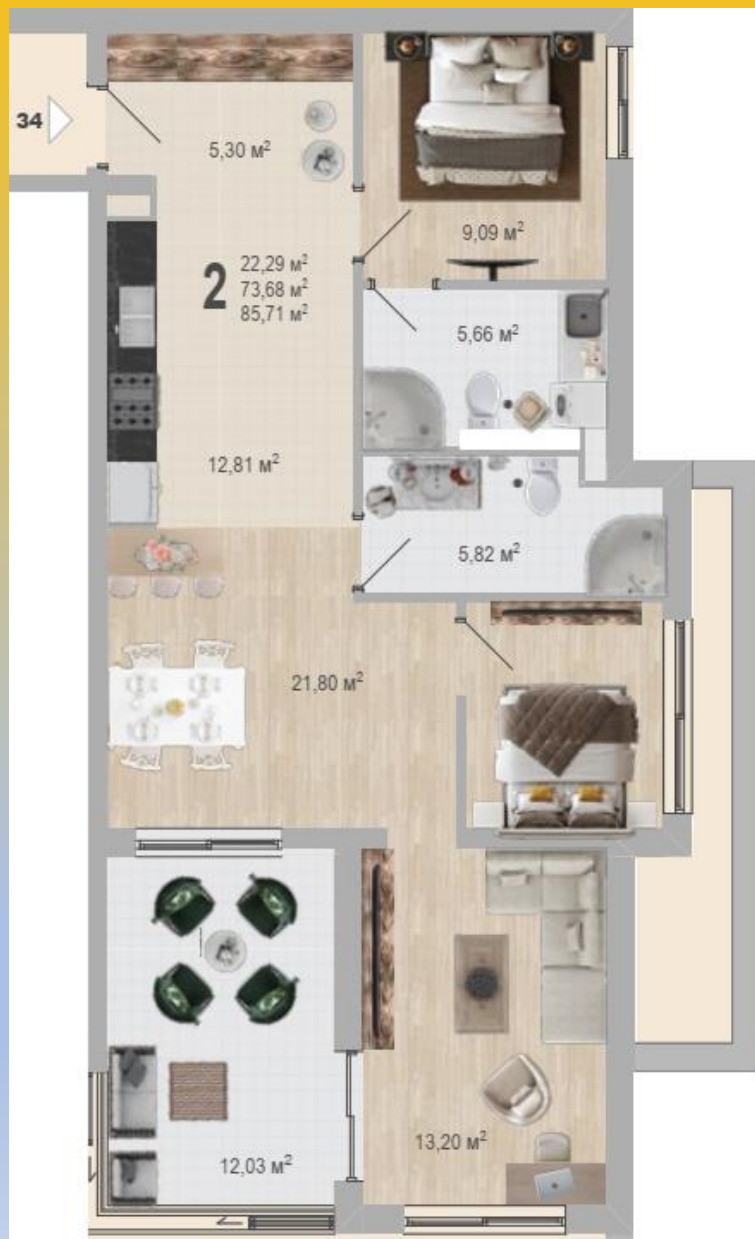 34
5,30 м²
9,09 м²
2
22,29 м²
73,68 м²
85,71 м²
5,66 м²
12,81 м²
5,82 м²
21,80 м²
13,20 м²
12,03 м²